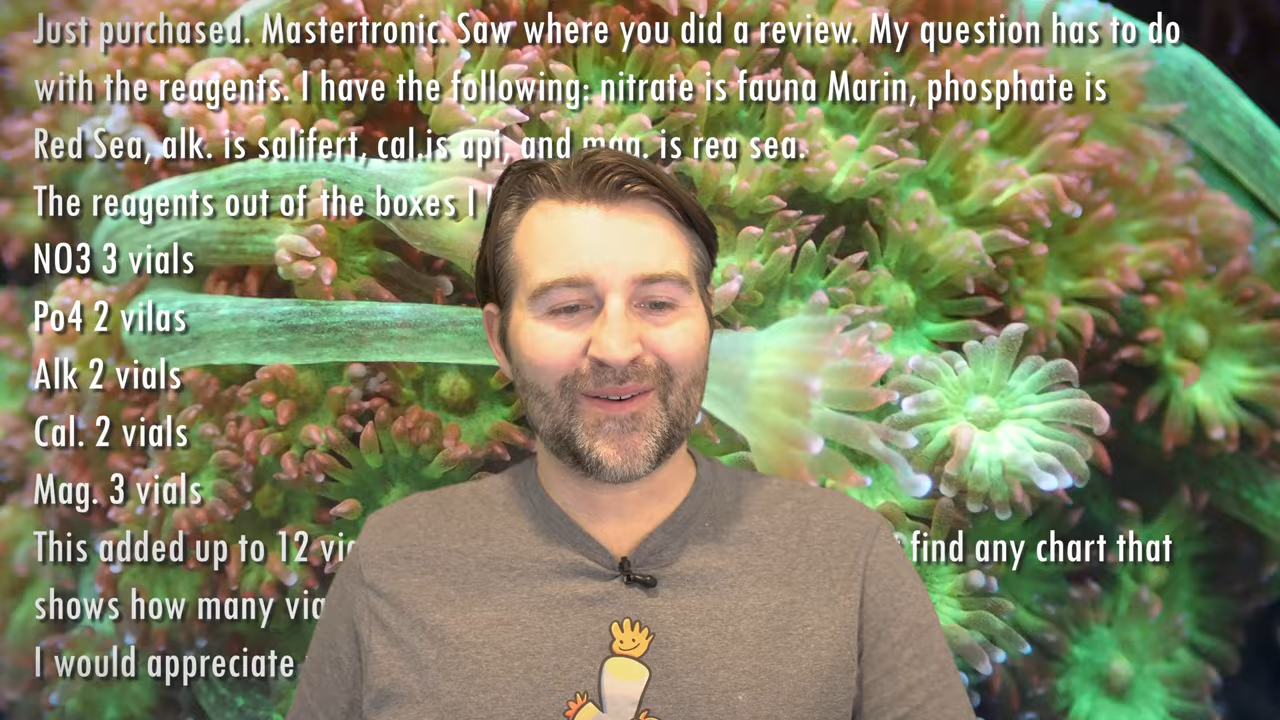 Just purchased. Mastertronic. Saw where you did a review. My question has to do
with the reagents. I have the following: nitrate is fauna Marin, phosphate is
Red Sea, alk. is salifert, cal.is api, and mag. is rea sea.
The reagents out of the boxes I
NO3 3 vials
Po4 2 vilas
Alk 2 vials
Cal. 2 vials
Mag. 3 vials
This added up to 12 find any chart that
shows how many
I would appreciate